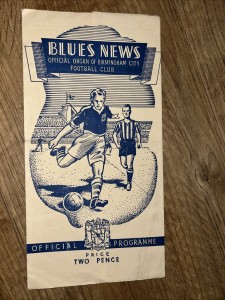 BLUES NEWS
OFFICIAL ORGAN OF BIRMINGHAM CITY
FOOTBALL CLUB
OFFICIAL PROGRAMME
PRICE
TWO PENCE